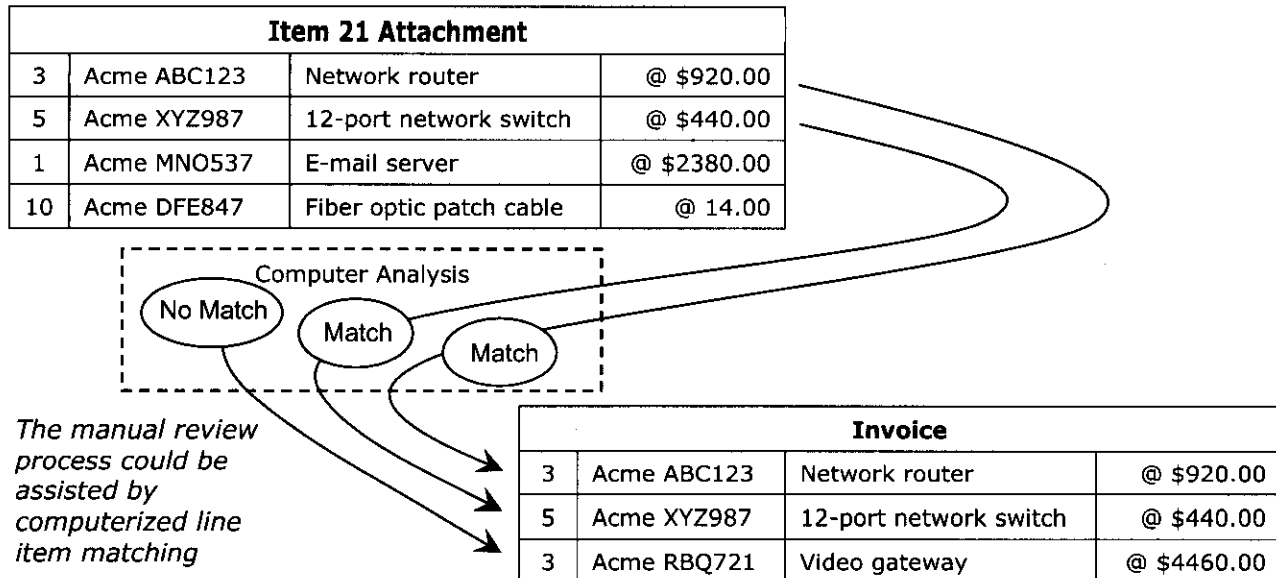 Item 21 Attachment
3 Acme ABC123 Network router @ $920.00
5 Acme XYZ987 12-port network switch @ $440.00
1 Acme MNO537 E-mail server @ $2380.00
10 Acme DFE847 Fiber optic patch cable @ 14.00
Computer Analysis
No Match
Match
Match
The manual review
process could be
assisted by
computerized line
item matching
Invoice
3 Acme ABC123 Network router @ $920.00
5 Acme XYZ987 12-port network switch @ $440.00
3 Acme RBQ721 Video gateway @ $4460.00